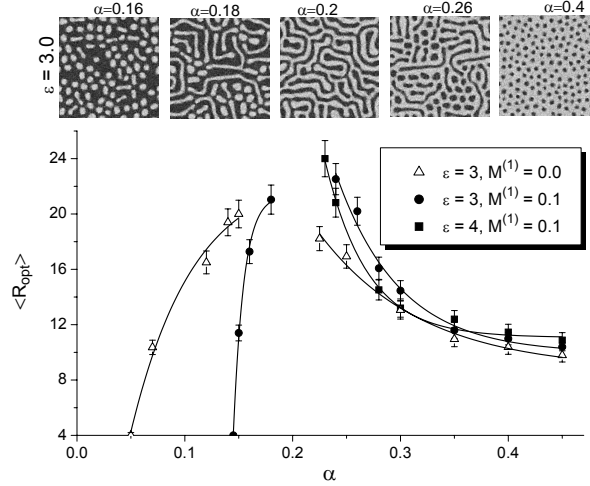 α=0.16 α=0.18 α=0.2 α=0.26 α=0.4
ε = 3.0
24
20
16
12
8
4
<R_opt>
ε = 3, M^(1) = 0.0
ε = 3, M^(1) = 0.1
ε = 4, M^(1) = 0.1
0.0 0.1 0.2 0.3 0.4
α